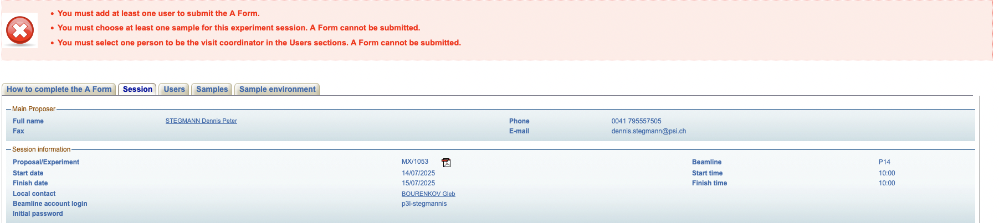 You must add at least one user to submit the A Form.
You must choose at least one sample for this experiment session. A Form cannot be submitted.
You must select one person to be the visit coordinator in the Users sections. A Form cannot be submitted.
How to complete the A Form Session Users Samples Sample environment
Main Proposer
Full name STEGMANN Dennis Peter Phone 0041 795557505
Fax E-mail dennis.stegmann@psi.ch
Session information
Proposal/Experiment MX/1053 Beamline P14
Start date 14/07/2025 Start time 10:00
Finish date 15/07/2025 Finish time 10:00
Local contact BOURENKOV Gleb
Beamline account login p3l-stegmannis
Initial password